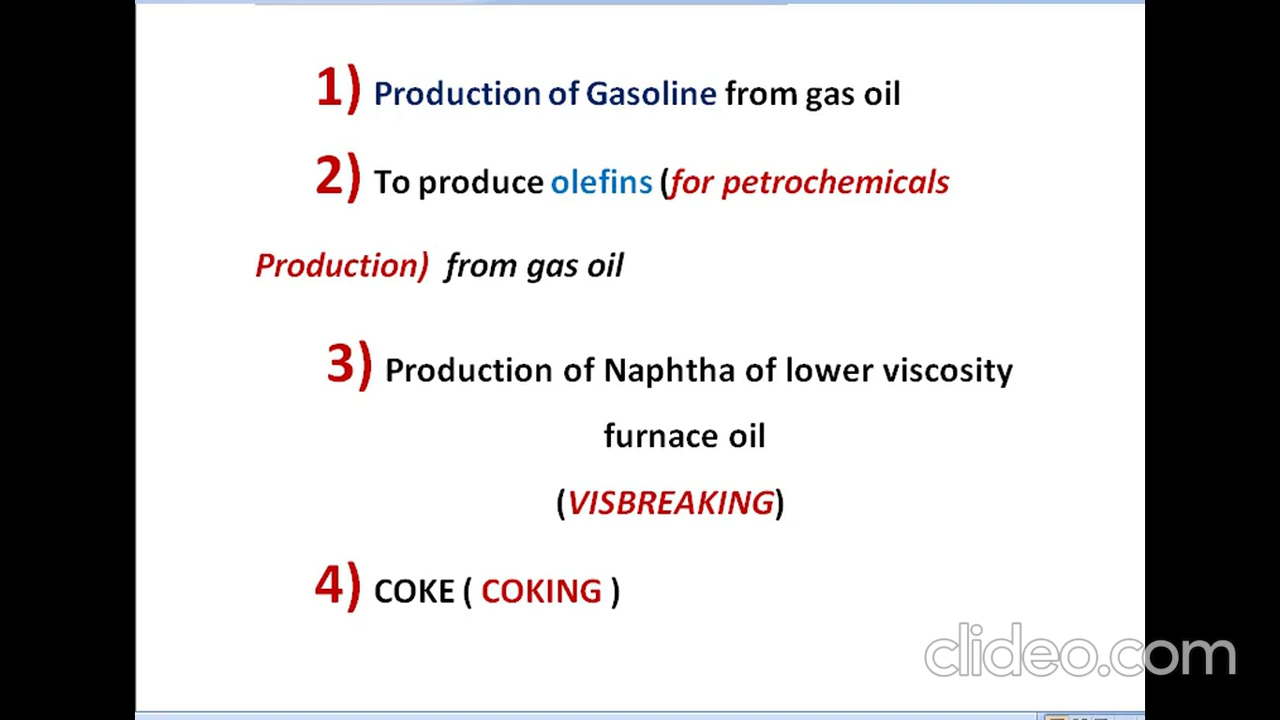 1) Production of Gasoline from gas oil
2) To produce olefins (for petrochemicals
Production) from gas oil
3) Production of Naphtha of lower viscosity
furnace oil
(VISBREAKING)
4) COKE ( COKING )
clideo.com